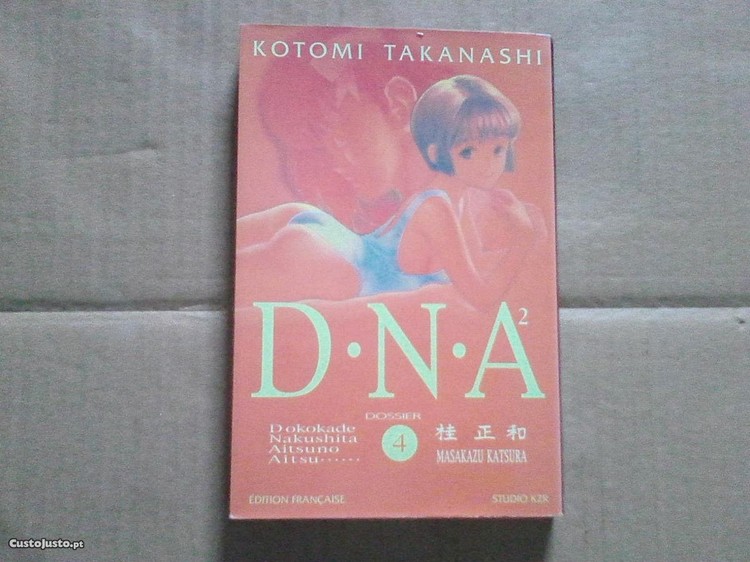 KOTOMI TAKANASHI
D·N·A²
DOSSIER
4
Dokokade
Nakushita
Aitsuno
Aitsu······
桂 正 和
MASAKAZU KATSURA
ÉDITION FRANÇAISE
STUDIO K2R
CustoJusto.pt